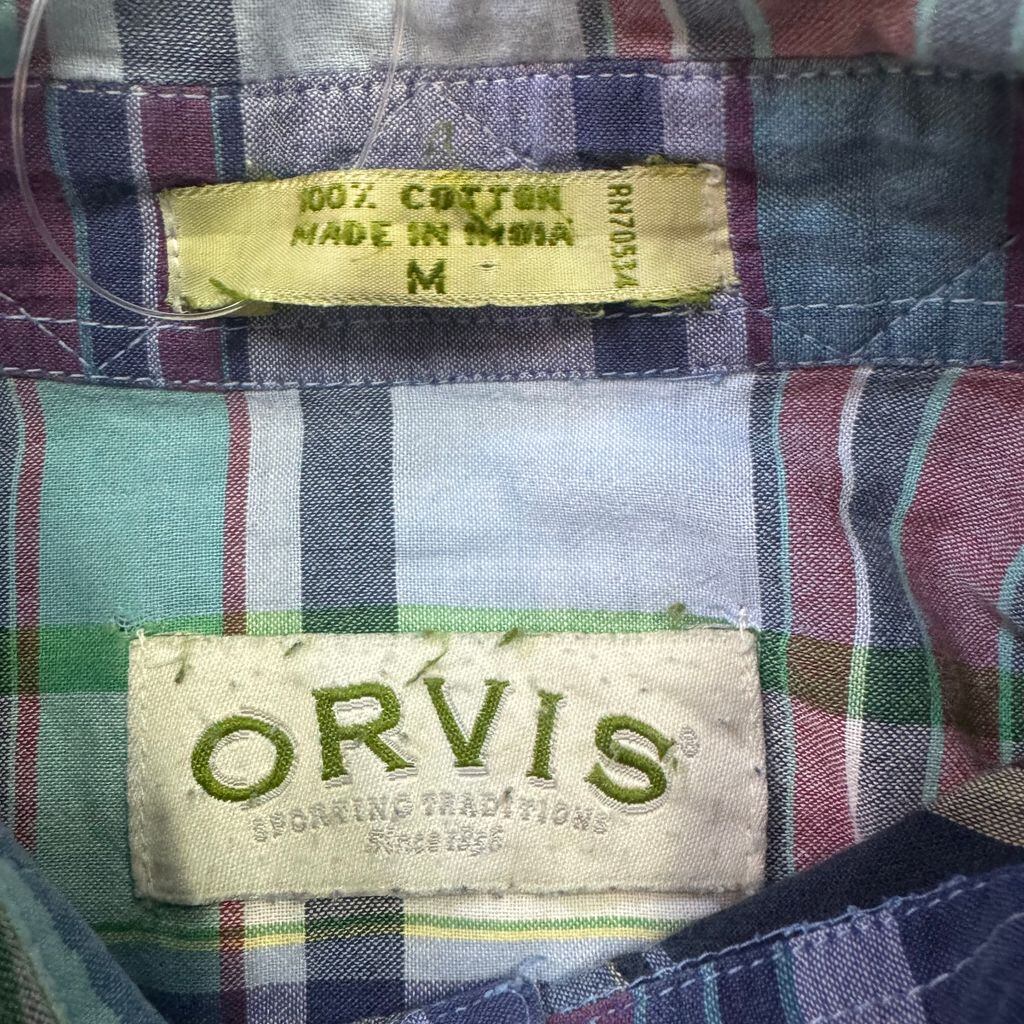 100% COTTON
MADE IN INDIA
M
RN70534
ORVIS®
SPORTING TRADITIONS
Since 1856